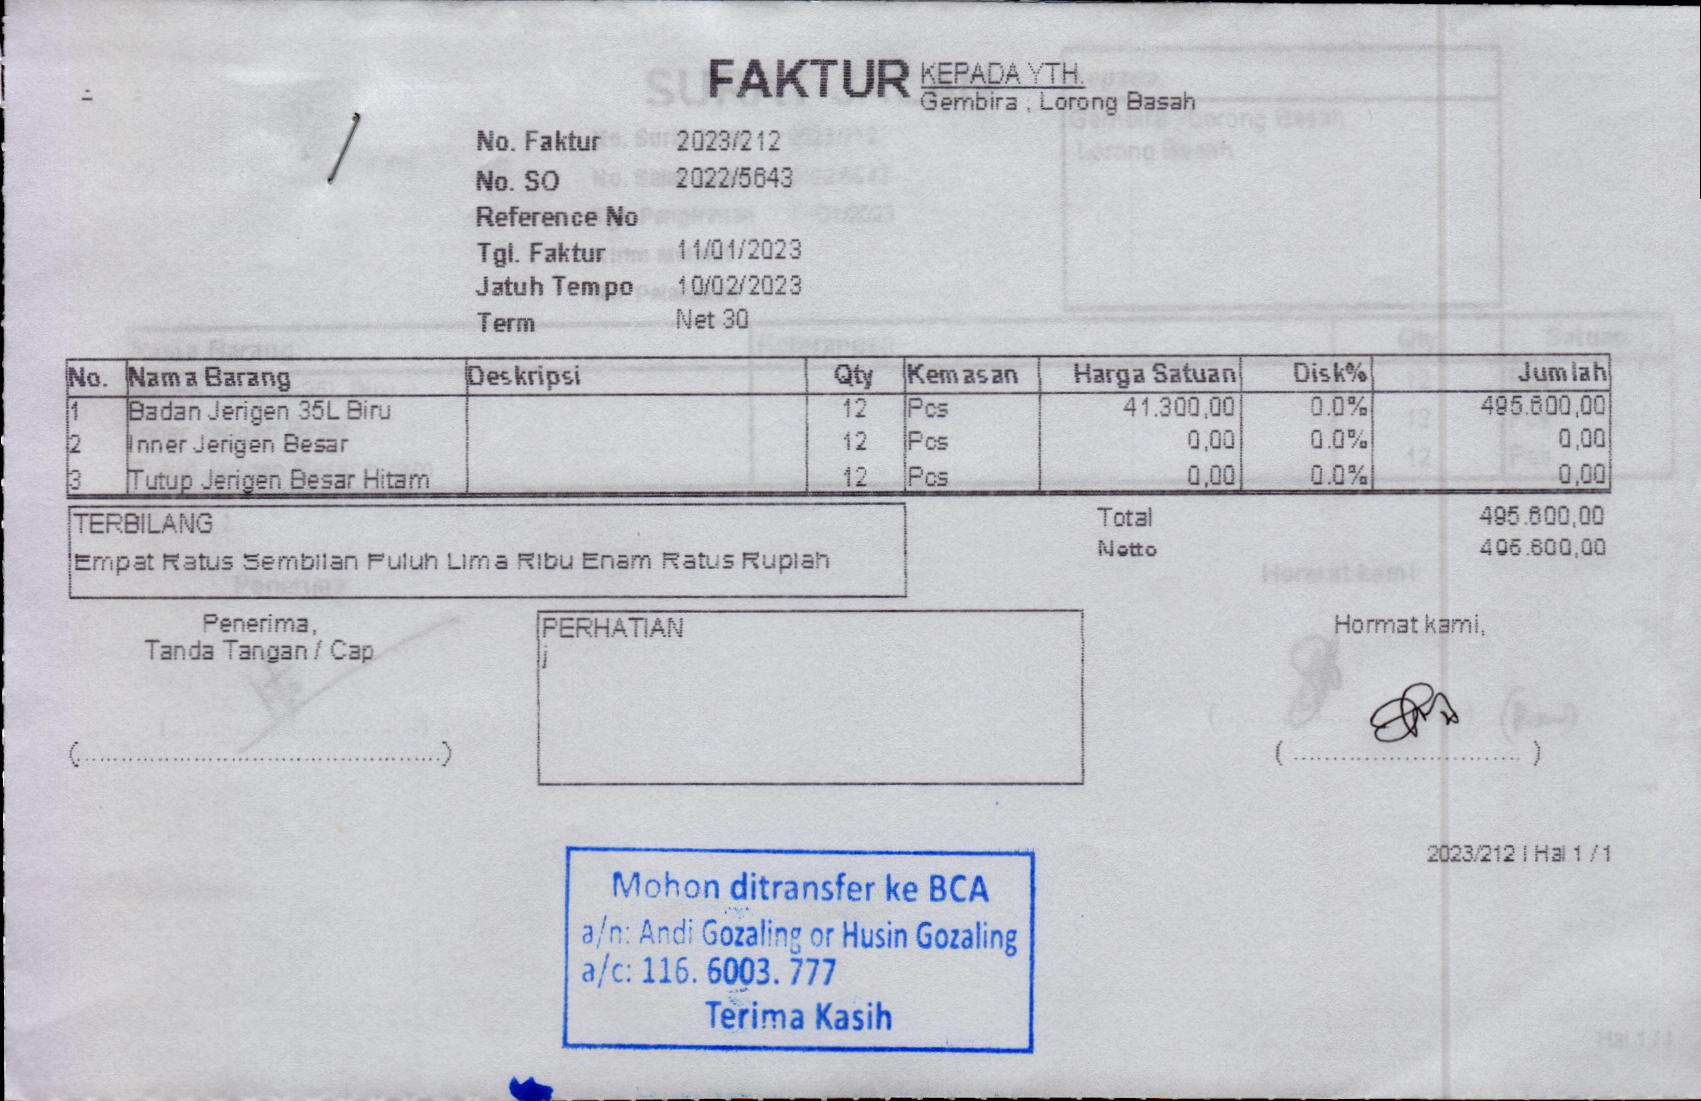 FAKTUR
KEPADA YTH.
Gembira , Lorong Basah
No. Faktur 2023/212
No. SO 2022/5643
Reference No
Tgl. Faktur 11/01/2023
Jatuh Tempo 10/02/2023
Term Net 30
No. Nama Barang Deskripsi Qty Kemasan Harga Satuan Disk% Jumlah
1 Badan Jerigen 35L Biru 12 Pcs 41.300,00 0.0% 495.600,00
2 Inner Jerigen Besar 12 Pcs 0,00 0.0% 0,00
3 Tutup Jerigen Besar Hitam 12 Pcs 0,00 0.0% 0,00
TERBILANG
Empat Ratus Sembilan Puluh Lima Ribu Enam Ratus Rupiah
Total 495.600,00
Netto 495.600,00
Penerima,
Tanda Tangan / Cap
(..............................................)
PERHATIAN
j
Hormat kami,
(..............................)
2023/212 | Hal 1 / 1
Mohon ditransfer ke BCA
a/n: Andi Gozaling or Husin Gozaling
a/c: 116. 6003. 777
Terima Kasih